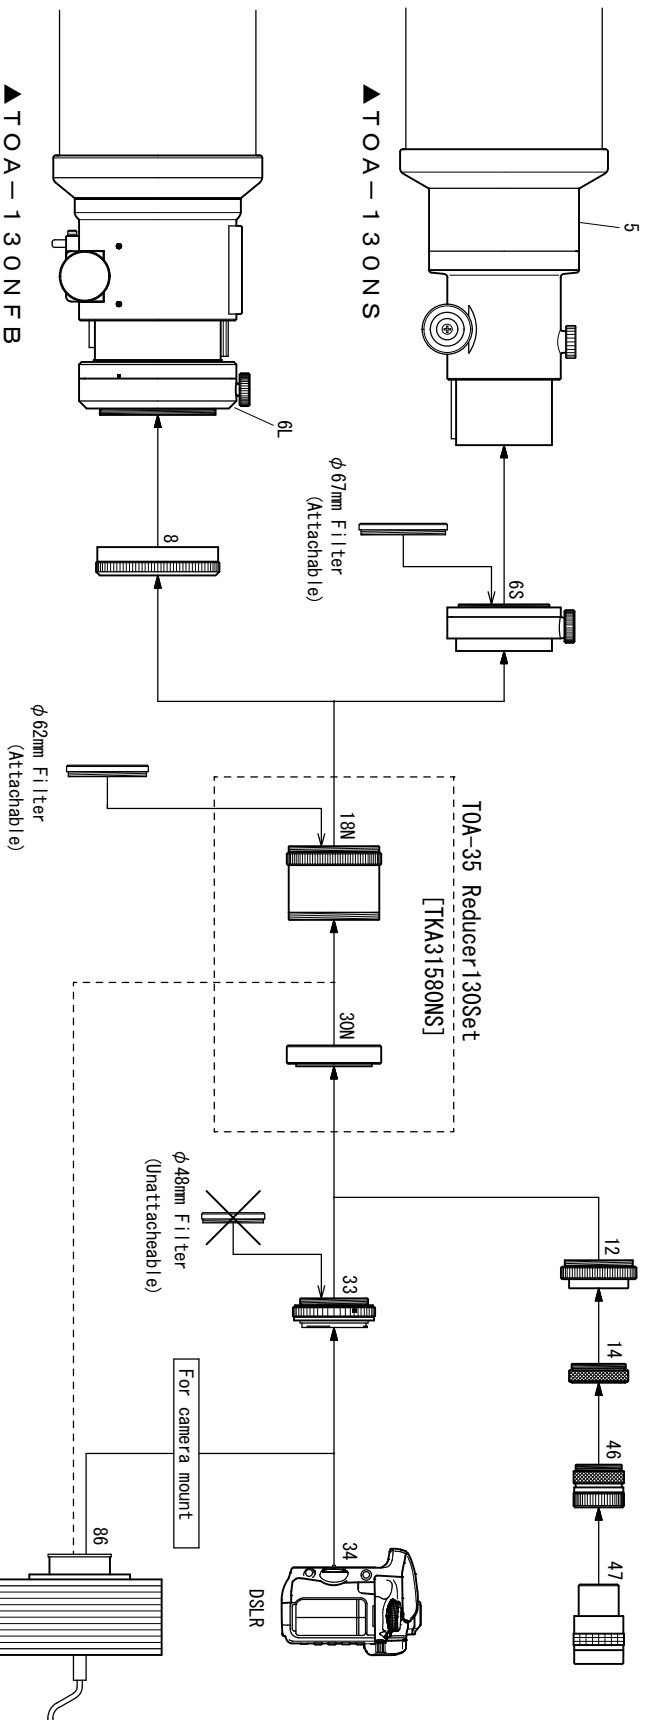 ▲TOA-130NS
5
φ67mm Filter
(Attachable)
6S
▲TOA-130NFB
6L
8
φ62mm Filter
(Attachable)
TOA-35 Reducer130Set
[TKA31580NS]
18N
30N
φ48mm Filter
(Unattacheable)
12
14
46
47
33
34
DSLR
For camera mount
86